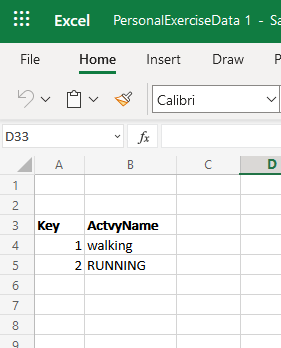 Excel PersonalExerciseData 1 - Sa
File Home Insert Draw P
Calibri
D33 fx
A B C D
1
2
3 Key ActvyName
4 1 walking
5 2 RUNNING
6
7
8
9